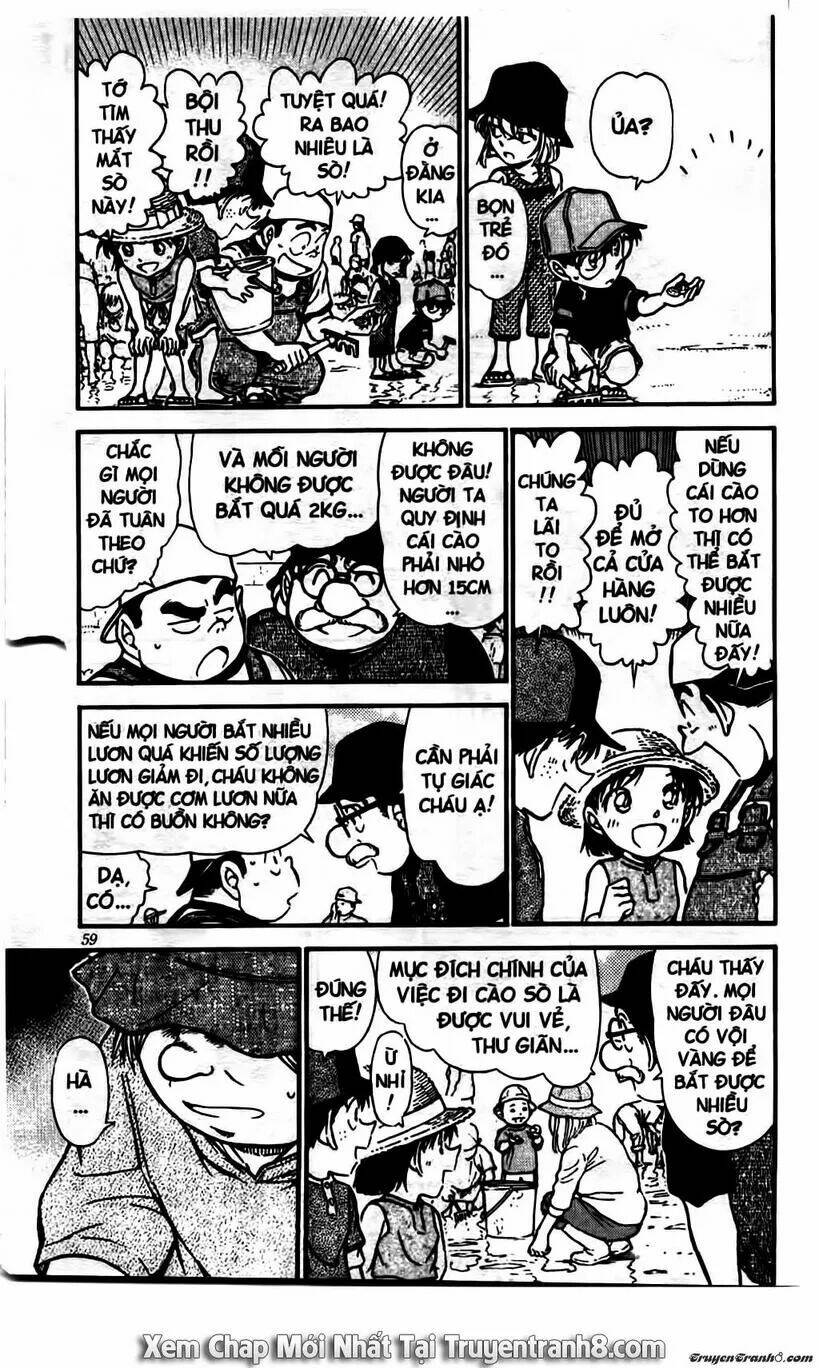 ỦA?
BỌN
TRẺ
ĐÓ
...
Ở
ĐẰNG
KIA
...
TUYỆT QUÁ!
RA BAO
NHIÊU LÀ
SÒ!
BỘI
THU
RỒI
!!
TỚ
TÌM
THẤY
MẮT
SÒ
NÀY!
NẾU
DÙNG
CÁI CÀO
TO HƠN
THÌ CÓ
THỂ BẮT
ĐƯỢC
NHIỀU
NỮA
ĐẤY!
ĐỦ
ĐỂ MỞ
CẢ CỬA
HÀNG
LUÔN!
CHÚNG
TA
LÃI
TO RỒI
!!
KHÔNG
ĐƯỢC ĐÂU!
NGƯỜI TA
QUY ĐỊNH
CÁI CÀO
PHẢI NHỎ
HƠN 15CM
...
VÀ MỖI NGƯỜI
KHÔNG ĐƯỢC
BẮT QUÁ 2KG...
CHẮC
GÌ MỌI
NGƯỜI
ĐÃ TUÂN
THEO
CHỨ?
CẦN PHẢI
TỰ GIÁC
CHÁU Ạ!
NẾU MỌI NGƯỜI BẮT NHIỀU
LƯƠN QUÁ KHIẾN SỐ LƯỢNG
LƯƠN GIẢM ĐI, CHÁU KHÔNG
ĂN ĐƯỢC CƠM LƯƠN NỮA
THÌ CÓ BUỒN KHÔNG?
DẠ,
CÓ...
59
CHÁU THẤY
ĐẤY. MỌI
NGƯỜI ĐÂU
CÓ VỘI
VÀNG ĐỂ
BẮT ĐƯỢC
NHIỀU
SÒ?
MỤC ĐÍCH CHÍNH CỦA
VIỆC ĐI CÀO SÒ LÀ
ĐƯỢC VUI VẺ,
THƯ GIÃN...
Ừ
NHỈ
!
ĐÚNG
THẾ!
HÀ
...
Xem Chap Mới Nhất Tại Truyentranh8.com
TruyenTranh8.com